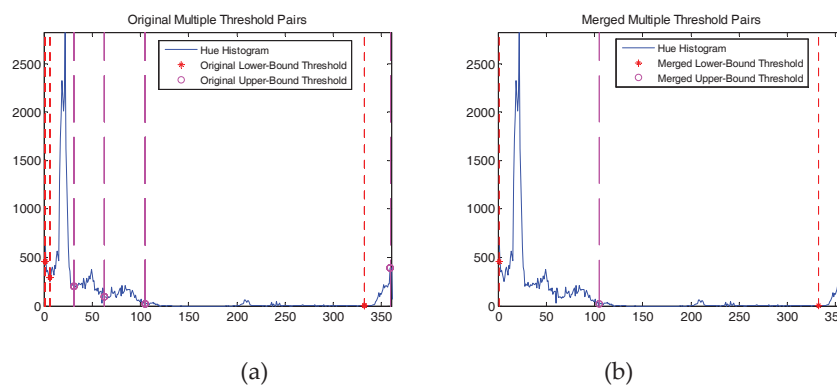 Original Multiple Threshold Pairs
Hue Histogram
Original Lower-Bound Threshold
Original Upper-Bound Threshold
2500
2000
1500
1000
500
0
0 50 100 150 200 250 300 350
(a)
Merged Multiple Threshold Pairs
Hue Histogram
Merged Lower-Bound Threshold
Merged Upper-Bound Threshold
2500
2000
1500
1000
500
0
0 50 100 150 200 250 300
(b)